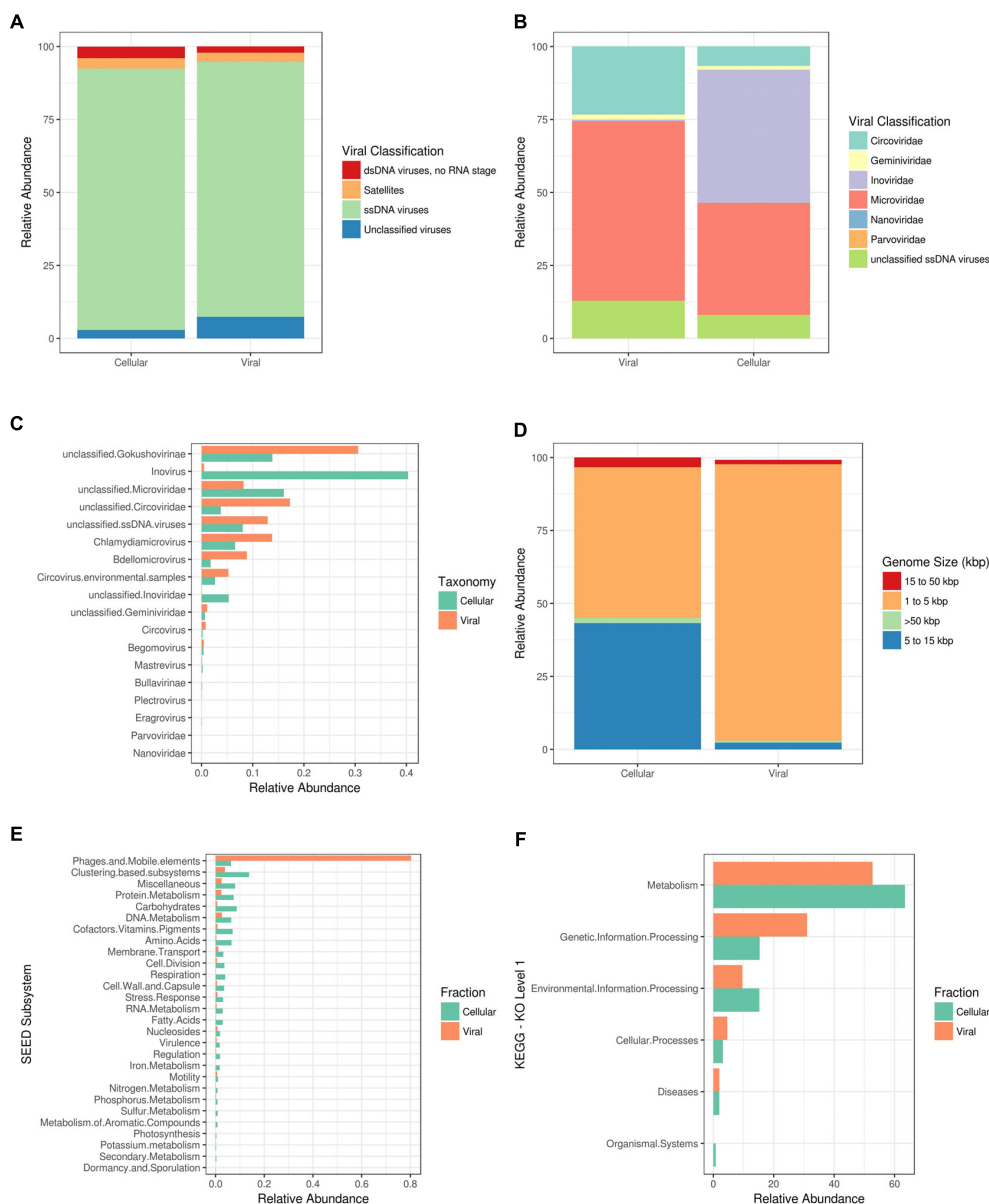 A
Relative Abundance
100
75
50
25
0
Cellular
Viral
Viral Classification
dsDNA viruses, no RNA stage
Satellites
ssDNA viruses
Unclassified viruses
B
Relative Abundance
100
75
50
25
0
Viral
Cellular
Viral Classification
Circoviridae
Geminiviridae
Inoviridae
Microviridae
Nanoviridae
Parvoviridae
unclassified ssDNA viruses
C
unclassified.Gokushovirinae
Inovirus
unclassified.Microviridae
unclassified.Circoviridae
unclassified.ssDNA.viruses
Chlamydiamicrovirus
Bdellomicrovirus
Circovirus.environmental.samples
unclassified.Inoviridae
unclassified.Geminiviridae
Circovirus
Begomovirus
Mastrevirus
Bullavirinae
Plectrovirus
Eragrovirus
Parvoviridae
Nanoviridae
0.0 0.1 0.2 0.3 0.4
Relative Abundance
Taxonomy
Cellular
Viral
D
Relative Abundance
100
75
50
25
0
Cellular
Viral
Genome Size (kbp)
15 to 50 kbp
1 to 5 kbp
>50 kbp
5 to 15 kbp
E
SEED Subsystem
Phages.and.Mobile.elements
Clustering.based.subsystems
Miscellaneous
Protein.Metabolism
Carbohydrates
DNA.Metabolism
Cofactors.Vitamins.Pigments
Amino.Acids
Membrane.Transport
Cell.Division
Respiration
Cell.Wall.and.Capsule
Stress.Response
RNA.Metabolism
Fatty.Acids
Nucleosides
Virulence
Regulation
Iron.Metabolism
Motility
Nitrogen.Metabolism
Phosphorus.Metabolism
Sulfur.Metabolism
Metabolism.of.Aromatic.Compounds
Photosynthesis
Potassium.metabolism
Secondary.Metabolism
Dormancy.and.Sporulation
0.0 0.2 0.4 0.6 0.8
Relative Abundance
Fraction
Cellular
Viral
F
KEGG - KO Level 1
Metabolism
Genetic.Information.Processing
Environmental.Information.Processing
Cellular.Processes
Diseases
Organismal.Systems
0 20 40 60
Relative Abundance
Fraction
Cellular
Viral